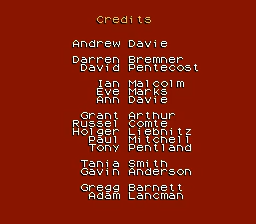 Credits
Andrew Davie
Darren Bremner
David Pentecost
Ian Malcolm
Eve Marks
Ann Davie
Grant Arthur
Russel Comte
Holger Liebnitz
Paul Mitchell
Tony Pentland
Tania Smith
Gavin Anderson
Gregg Barnett
Adam Lancman